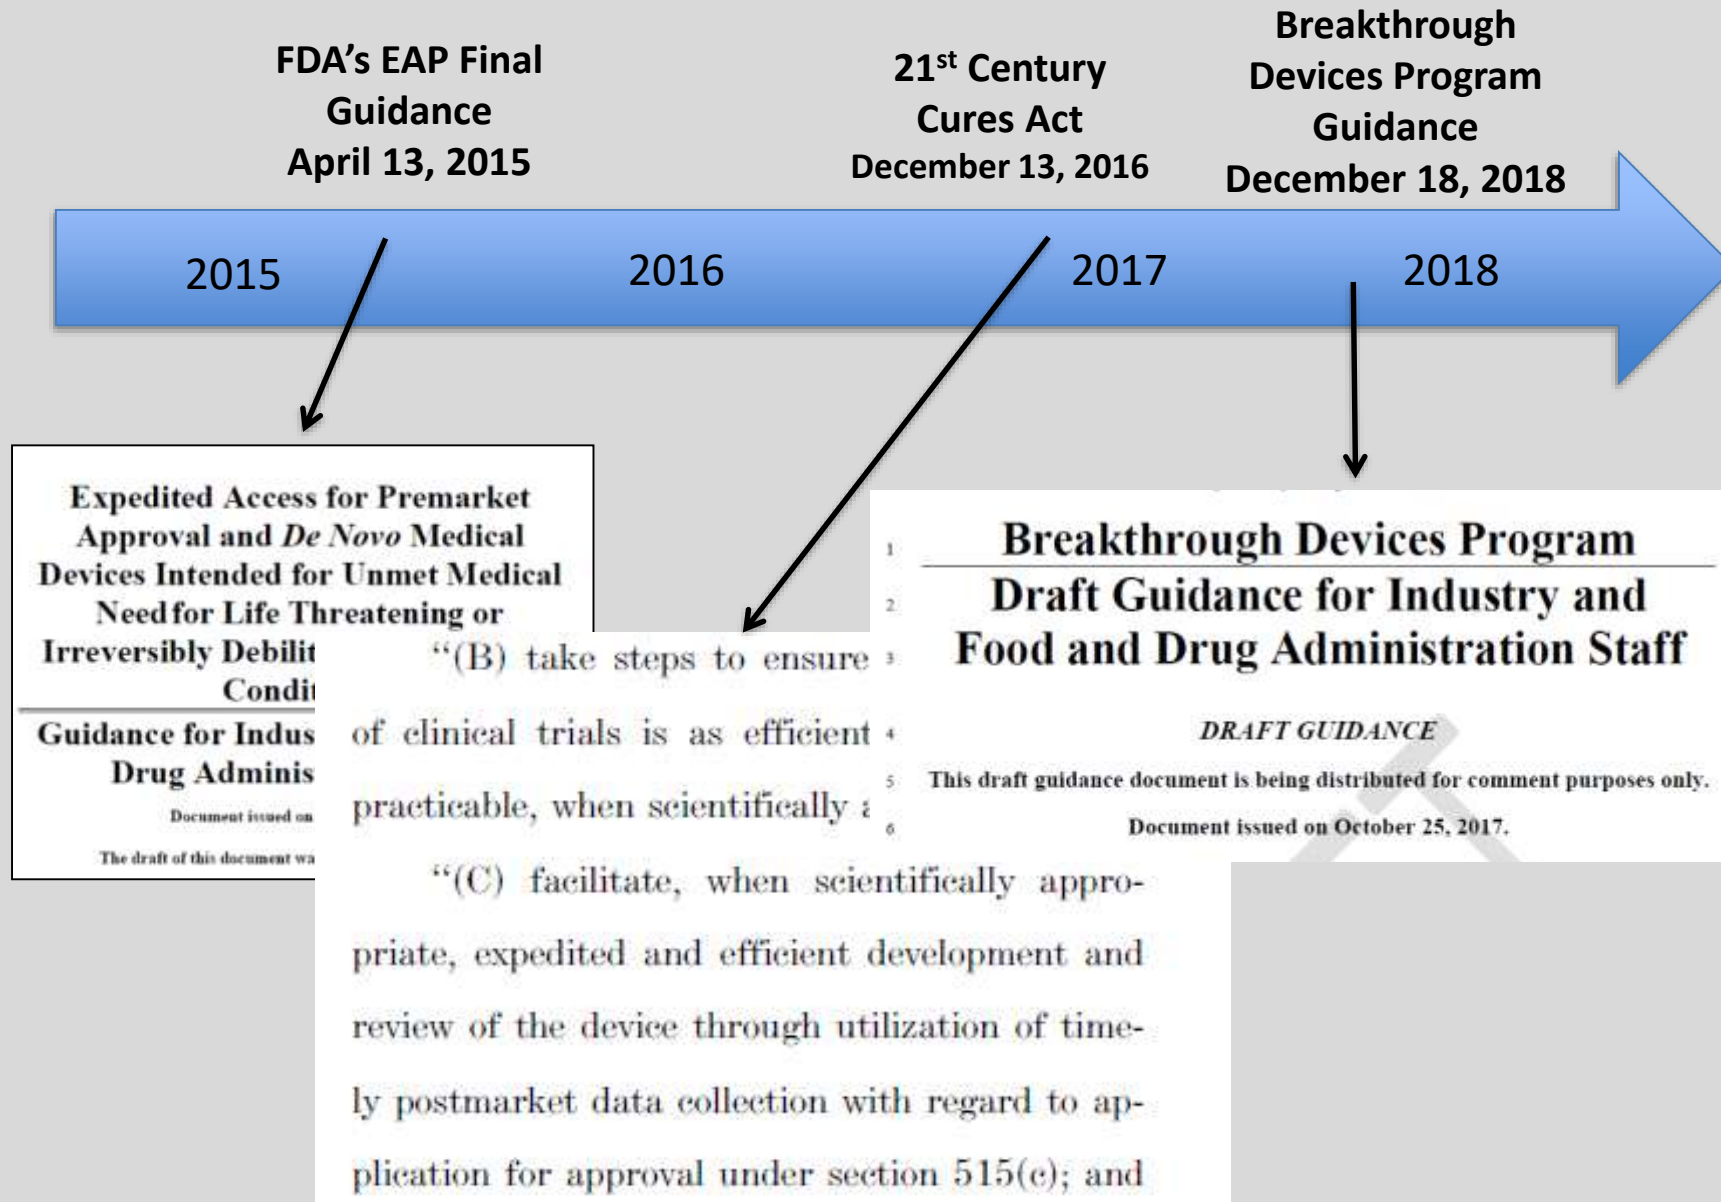 FDA's EAP Final
Guidance
April 13, 2015
21st Century
Cures Act
December 13, 2016
Breakthrough
Devices Program
Guidance
December 18, 2018
2015
2016
2017
2018
Expedited Access for Premarket
Approval and De Novo Medical
Devices Intended for Unmet Medical
Need for Life Threatening or
Irreversibly Debilit
Condit
Guidance for Indus
Drug Adminis
Document issued on
The draft of this document wa
“(B) take steps to ensure
of clinical trials is as efficient
practicable, when scientifically a
“(C) facilitate, when scientifically appro-
priate, expedited and efficient development and
review of the device through utilization of time-
ly postmarket data collection with regard to ap-
plication for approval under section 515(c); and
1 Breakthrough Devices Program
2 Draft Guidance for Industry and
3 Food and Drug Administration Staff
4 DRAFT GUIDANCE
5 This draft guidance document is being distributed for comment purposes only.
6 Document issued on October 25, 2017.